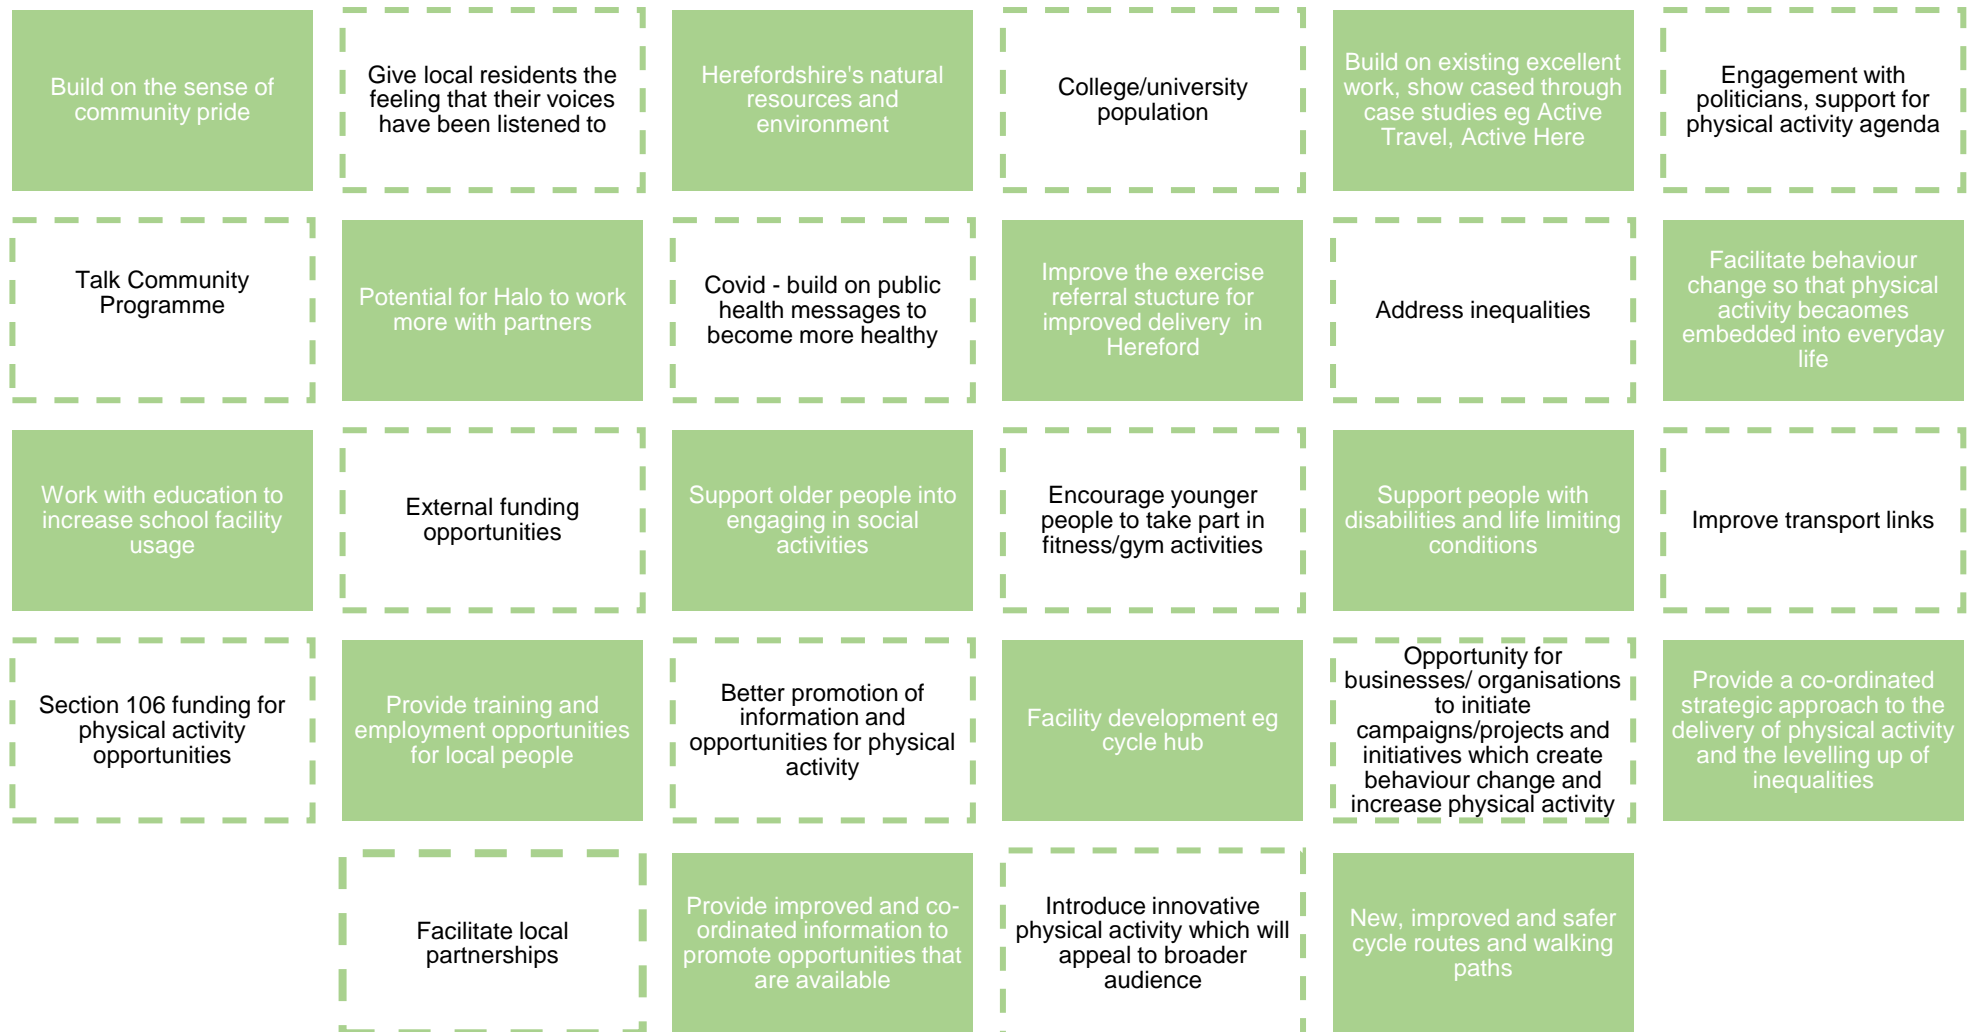 Build on the sense of
community pride
Give local residents the
feeling that their voices
have been listened to
Herefordshire's natural
resources and
environment
College/university
population
Build on existing excellent
work, show cased through
case studies eg Active
Travel, Active Here
Engagement with
politicians, support for
physical activity agenda
Talk Community
Programme
Potential for Halo to work
more with partners
Covid - build on public
health messages to
become more healthy
Improve the exercise
referral stucture for
improved delivery in
Hereford
Address inequalities
Facilitate behaviour
change so that physical
activity becaomes
embedded into everyday
life
Work with education to
increase school facility
usage
External funding
opportunities
Support older people into
engaging in social
activities
Encourage younger
people to take part in
fitness/gym activities
Support people with
disabilities and life limiting
conditions
Improve transport links
Section 106 funding for
physical activity
opportunities
Provide training and
employment opportunities
for local people
Better promotion of
information and
opportunities for physical
activity
Facility development eg
cycle hub
Opportunity for
businesses/ organisations
to initiate
campaigns/projects and
initiatives which create
behaviour change and
increase physical activity
Provide a co-ordinated
strategic approach to the
delivery of physical activity
and the levelling up of
inequalities
Facilitate local
partnerships
Provide improved and co-
ordinated information to
promote opportunities that
are available
Introduce innovative
physical activity which will
appeal to broader
audience
New, improved and safer
cycle routes and walking
paths